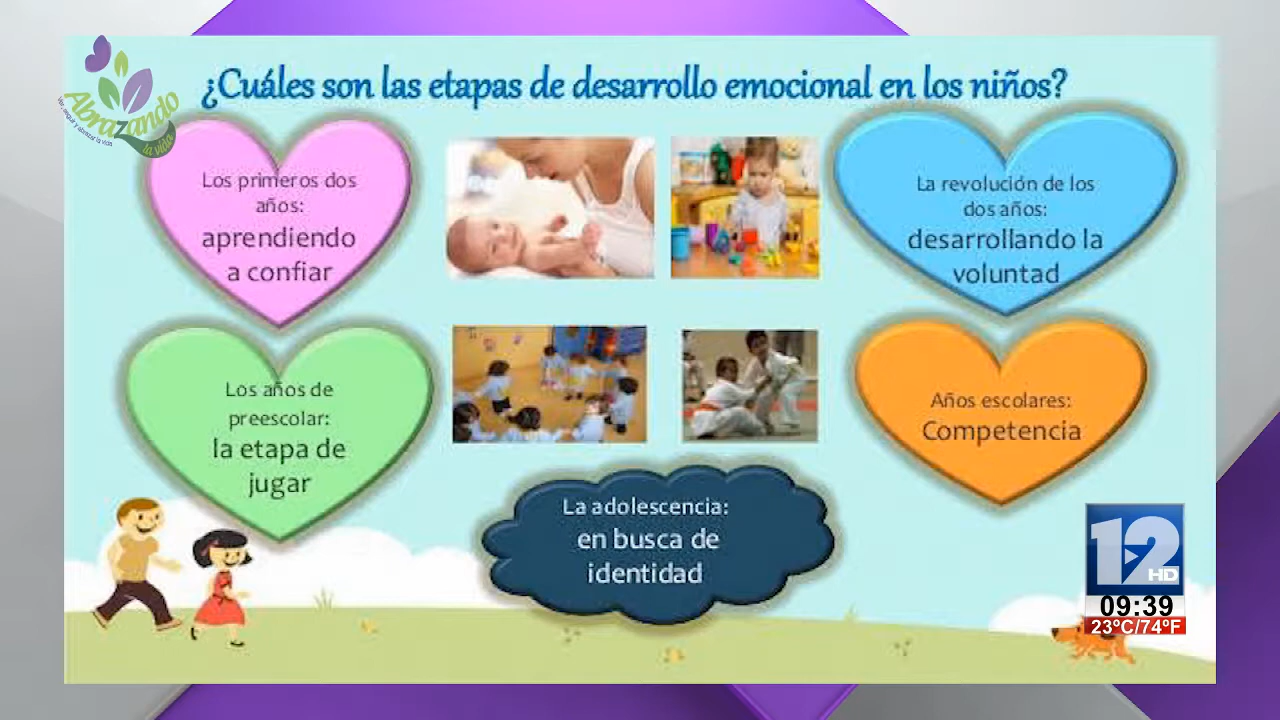 ¿Cuáles son las etapas de desarrollo emocional en los niños?
Abrazando
la vida
Los primeros dos
años:
aprendiendo
a confiar
La revolución de los
dos años:
desarrollando la
voluntad
Los años de
preescolar:
la etapa de
jugar
Años escolares:
Competencia
La adolescencia:
en busca de
identidad
12
HD
09:39
23ºC/74ºF